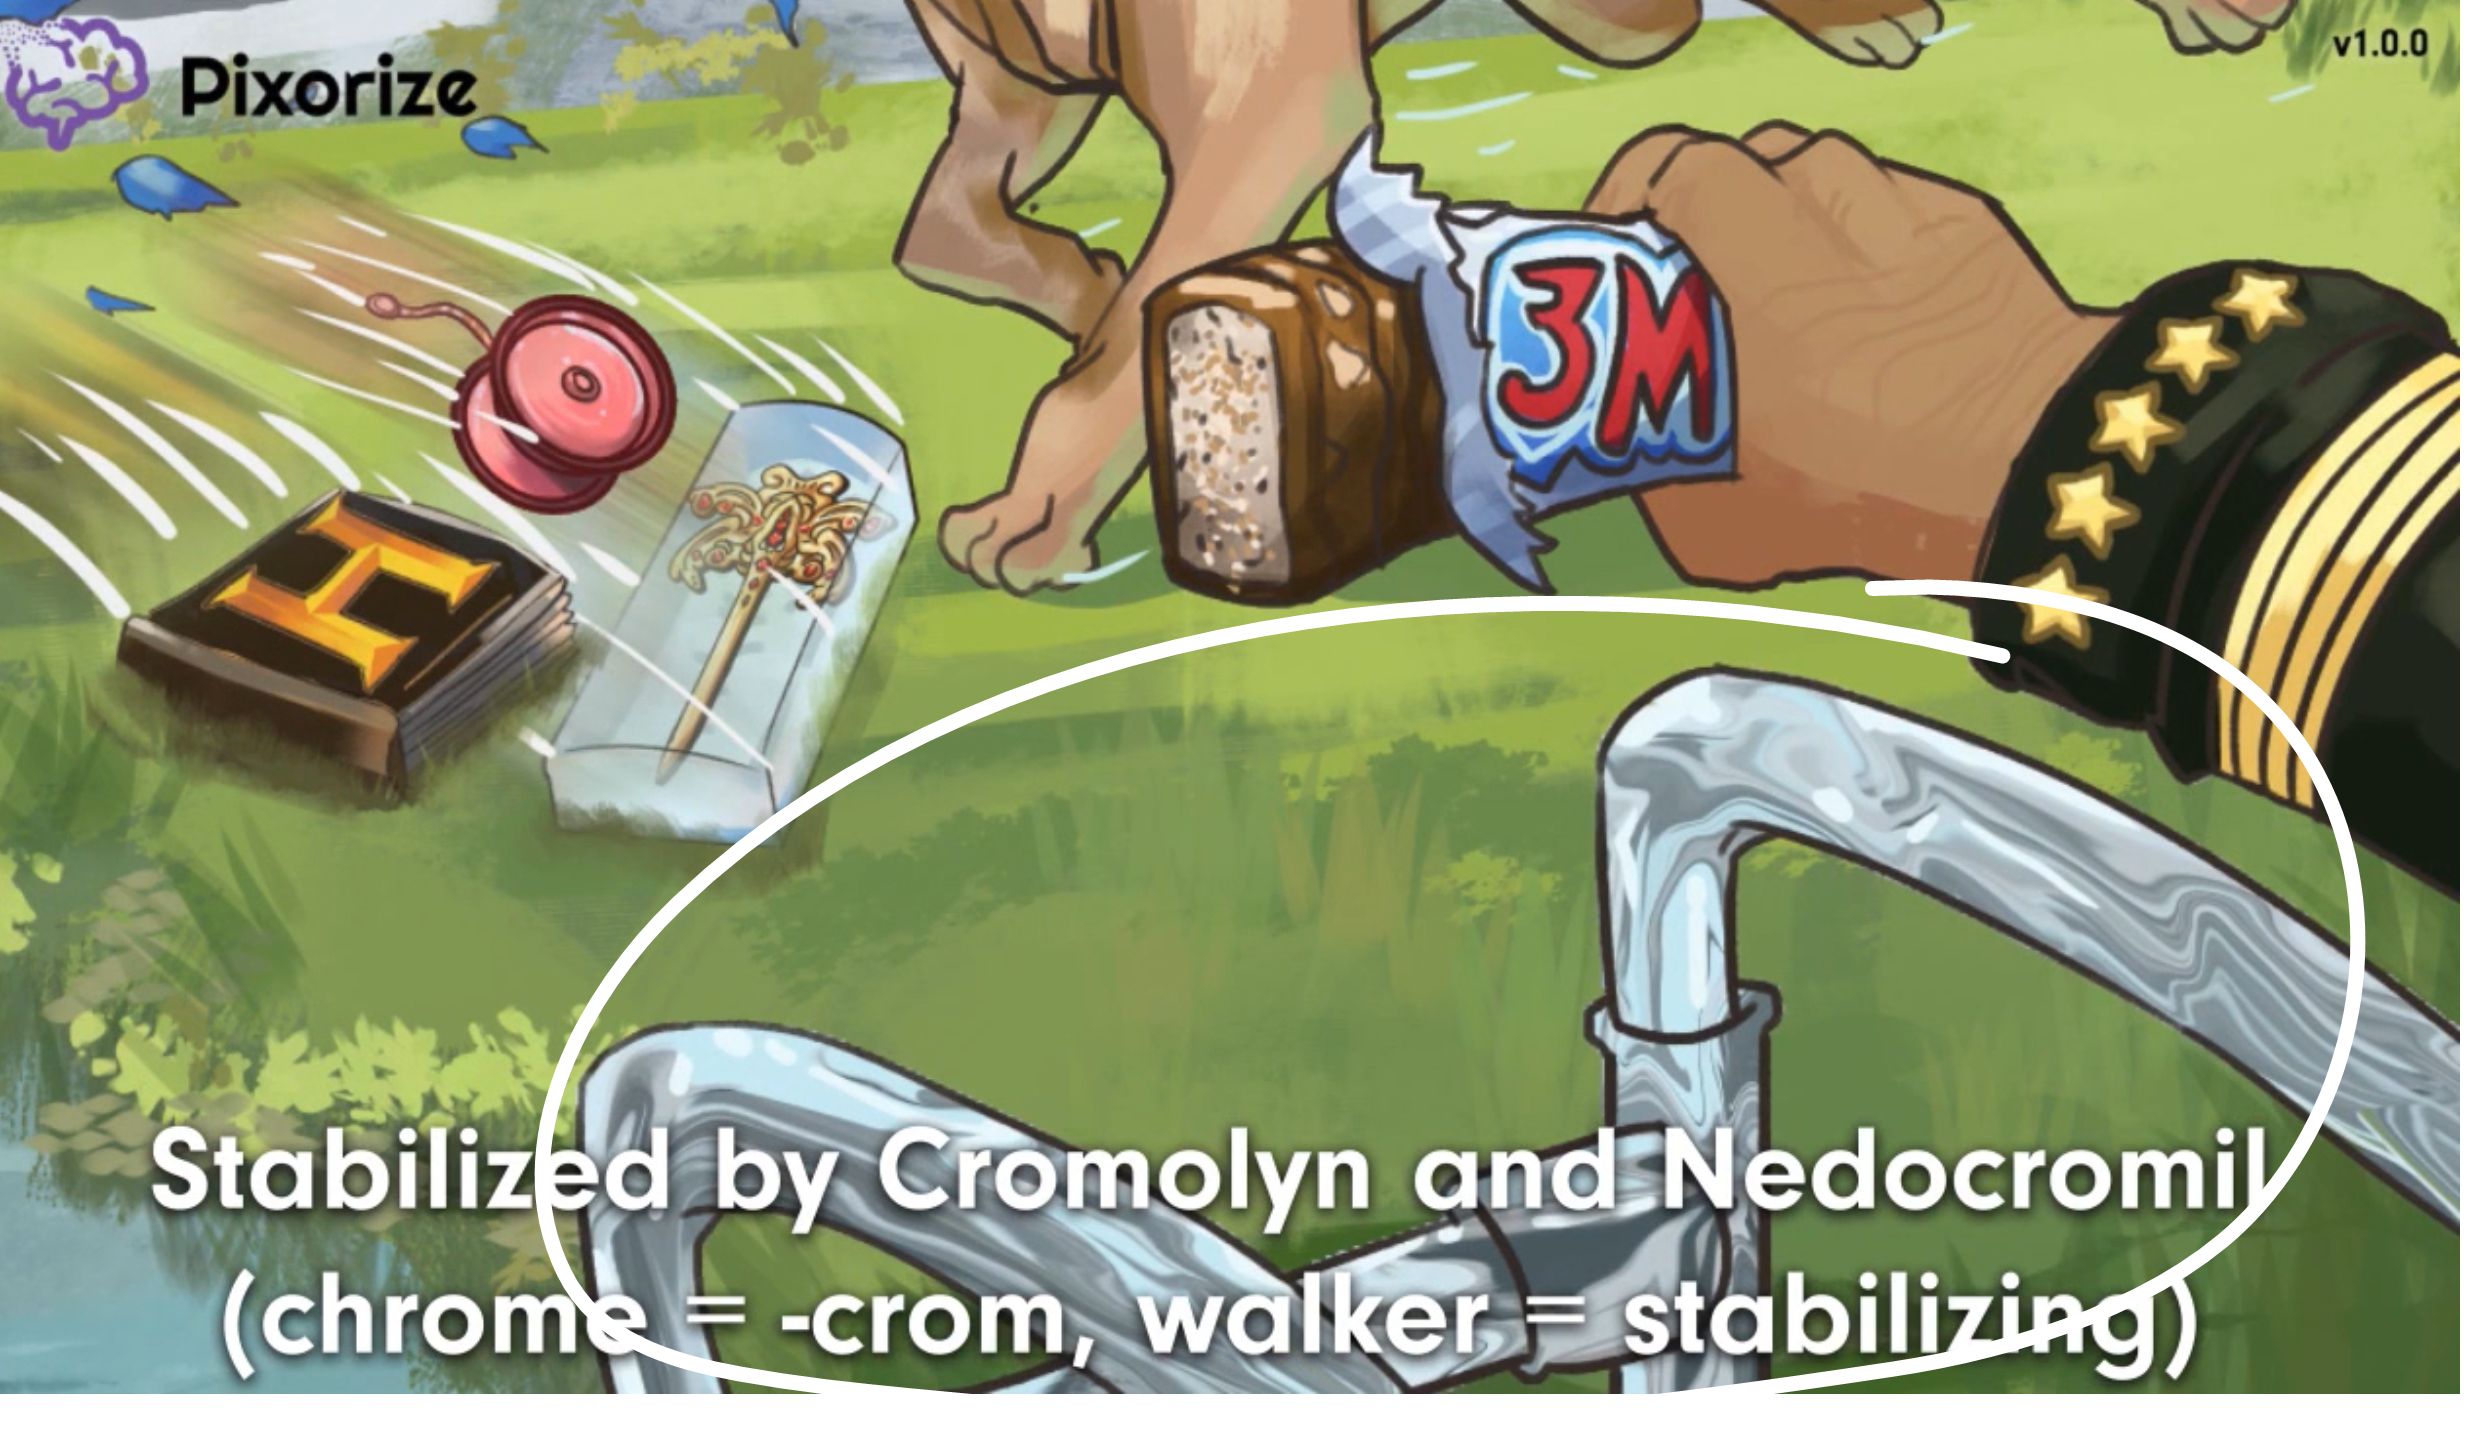 Pixorize
v1.0.0
3M
H
Stabilized by Cromolyn and Nedocromil
(chrome = -crom, walker = stabilizing)